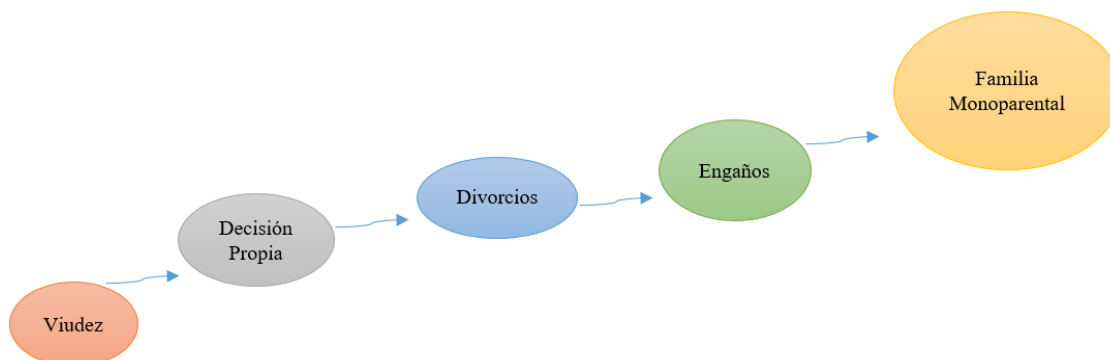 Viudez
Decisión
Propia
Divorcios
Engaños
Familia
Monoparental